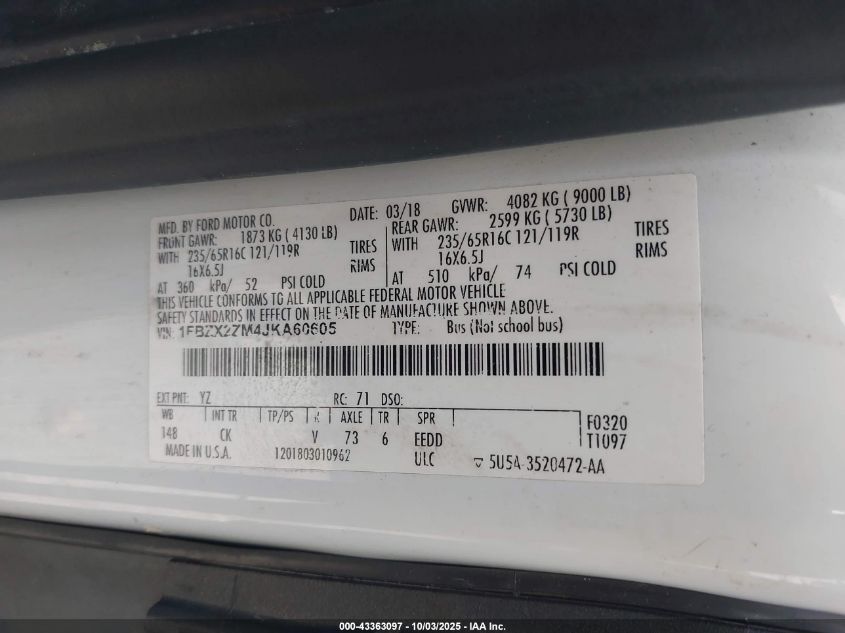 MFD. BY FORD MOTOR CO. DATE: 03/18 GVWR: 4082 KG ( 9000 LB)
FRONT GAWR: 1873 KG ( 4130 LB) REAR GAWR: 2599 KG ( 5730 LB)
WITH 235/65R16C 121/119R TIRES WITH 235/65R16C 121/119R TIRES
16X6.5J RIMS 16X6.5J RIMS
AT 360 kPa/ 52 PSI COLD AT 510 kPa/ 74 PSI COLD
THIS VEHICLE CONFORMS TO ALL APPLICABLE FEDERAL MOTOR VEHICLE
SAFETY STANDARDS IN EFFECT ON THE DATE OF MANUFACTURE SHOWN ABOVE.
VIN: 1FBZX2ZM4JKA60605 TYPE: Bus (Not school bus)
EXT PNT: YZ RC: 71 DSO:
WB INT TR TP/PS R AXLE TR SPR F0320
148 CK V 73 6 EEDD T1097
MADE IN U.S.A. 1201803010962 ULC 5U5A-3520472-AA
000-43363097 - 10/03/2025 - IAA Inc.